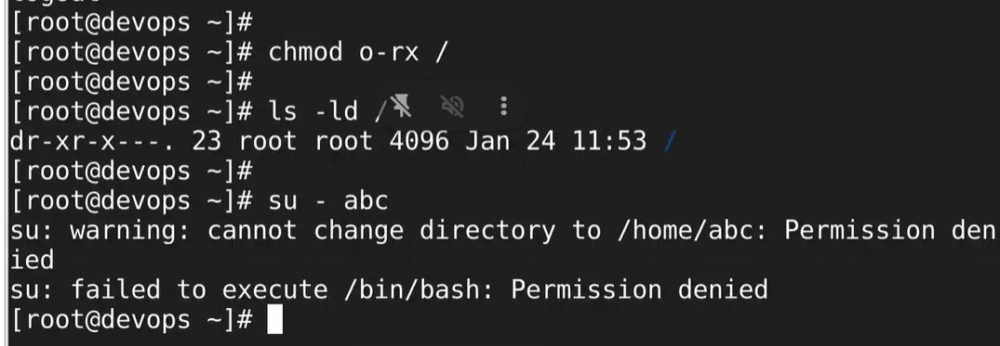 [root@devops ~]#
[root@devops ~]# chmod o-rx /
[root@devops ~]#
[root@devops ~]# ls -ld /
dr-xr-x---. 23 root root 4096 Jan 24 11:53 /
[root@devops ~]#
[root@devops ~]# su - abc
su: warning: cannot change directory to /home/abc: Permission den
ied
su: failed to execute /bin/bash: Permission denied
[root@devops ~]#